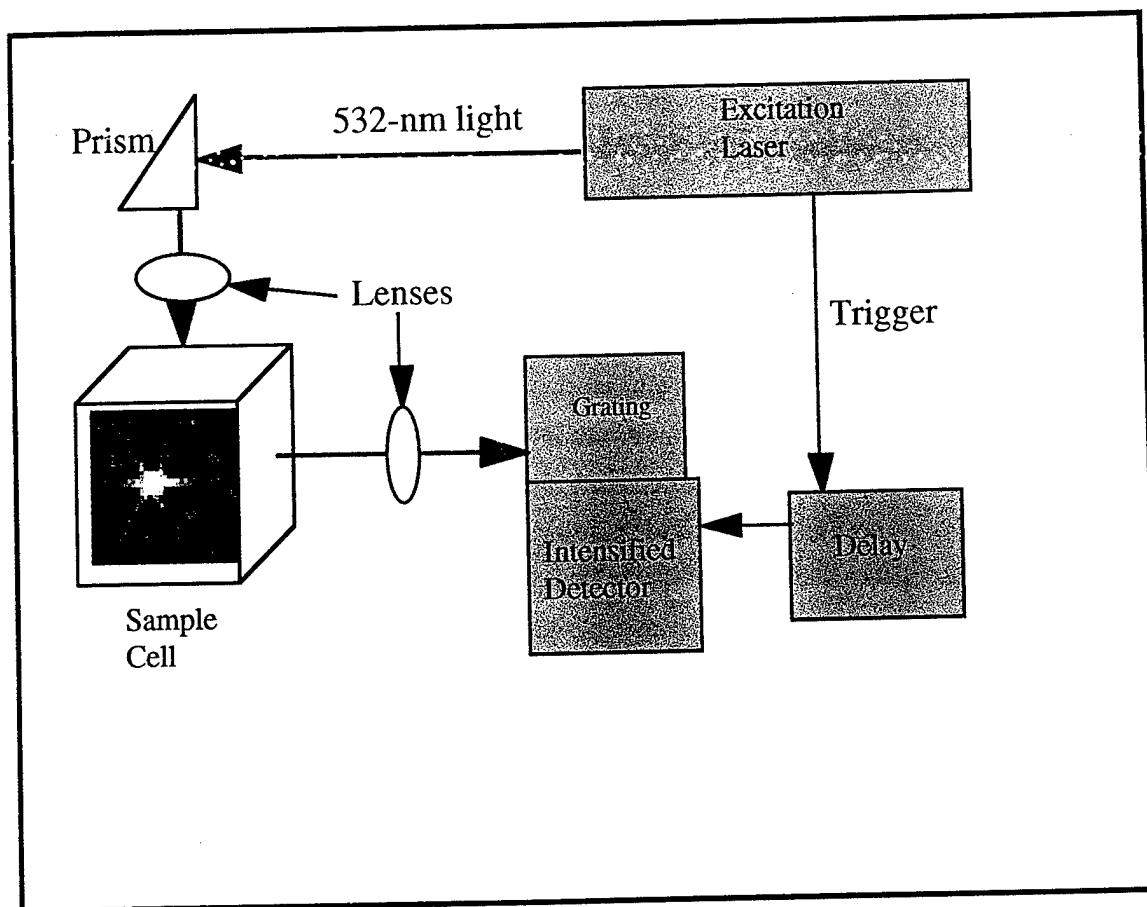 Prism
532-nm light
Excitation
Laser
Lenses
Trigger
Grating
Intensified
Detector
Delay
Sample
Cell